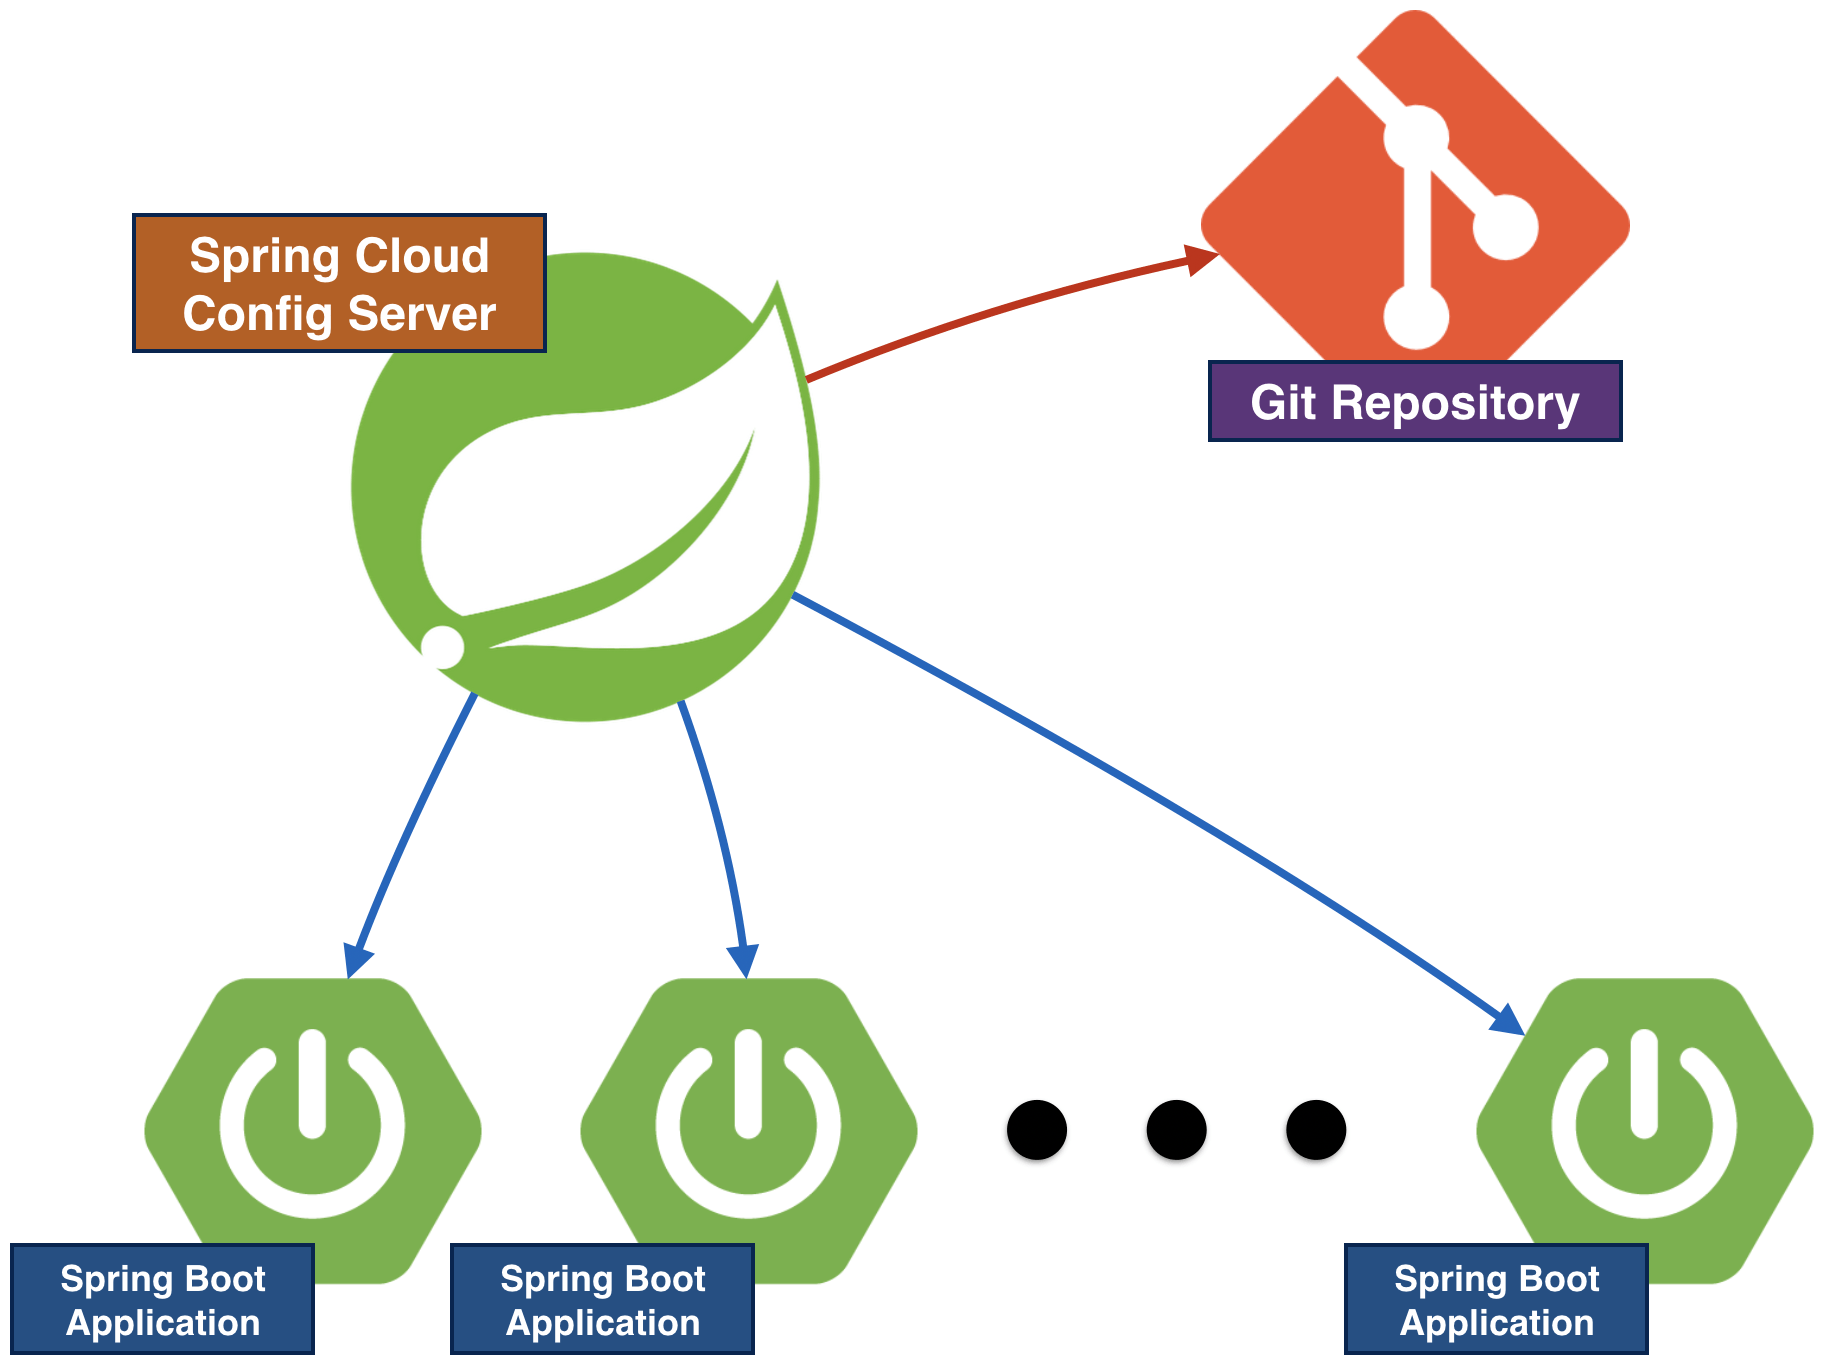 Spring Cloud
Config Server
Git Repository
Spring Boot
Application
Spring Boot
Application
Spring Boot
Application